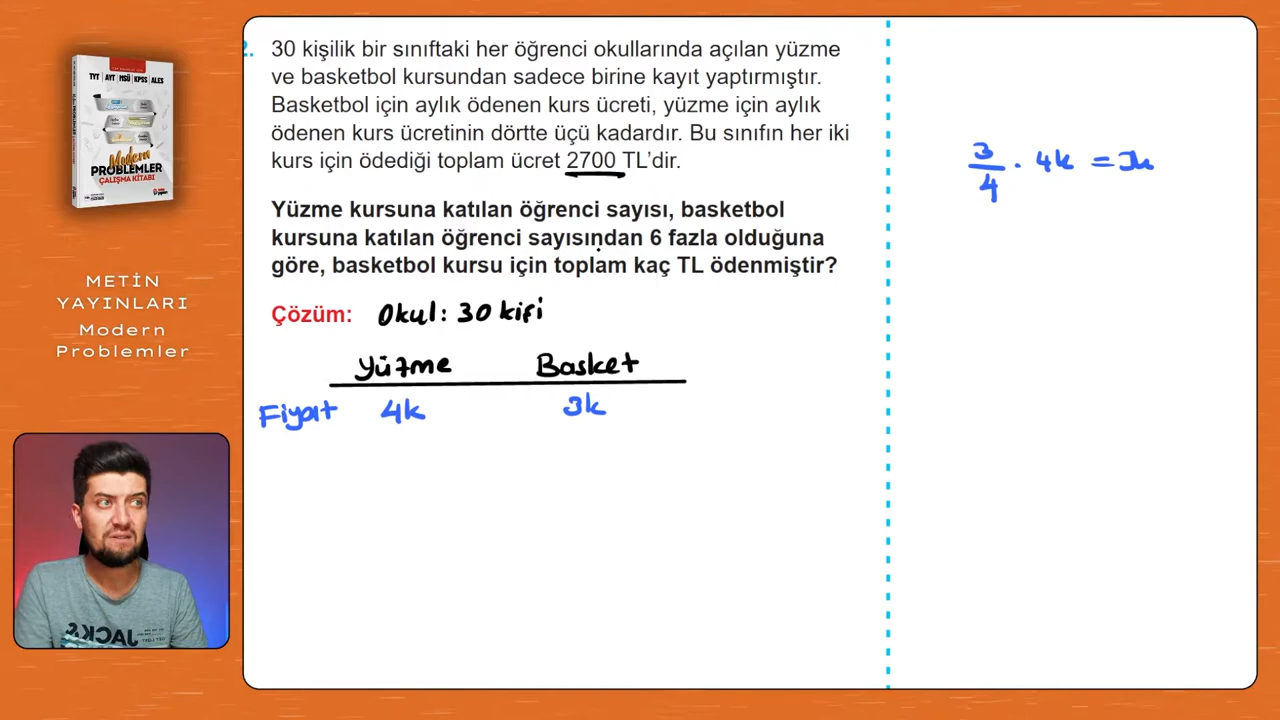 TYT | AYT | MSÜ | KPSS | ALES
Modern
PROBLEMLER
ÇALIŞMA KİTABI
METİN
YAYINLARI
Modern
Problemler
2. 30 kişilik bir sınıftaki her öğrenci okullarında açılan yüzme
ve basketbol kursundan sadece birine kayıt yaptırmıştır.
Basketbol için aylık ödenen kurs ücreti, yüzme için aylık
ödenen kurs ücretinin dörtte üçü kadardır. Bu sınıfın her iki
kurs için ödediği toplam ücret 2700 TL’dir.
Yüzme kursuna katılan öğrenci sayısı, basketbol
kursuna katılan öğrenci sayısından 6 fazla olduğuna
göre, basketbol kursu için toplam kaç TL ödenmiştir?
Çözüm: Okul: 30 kişi
Yüzme Basket
Fiyat 4k 3k
3/4 · 4k = 3k
JACK'S